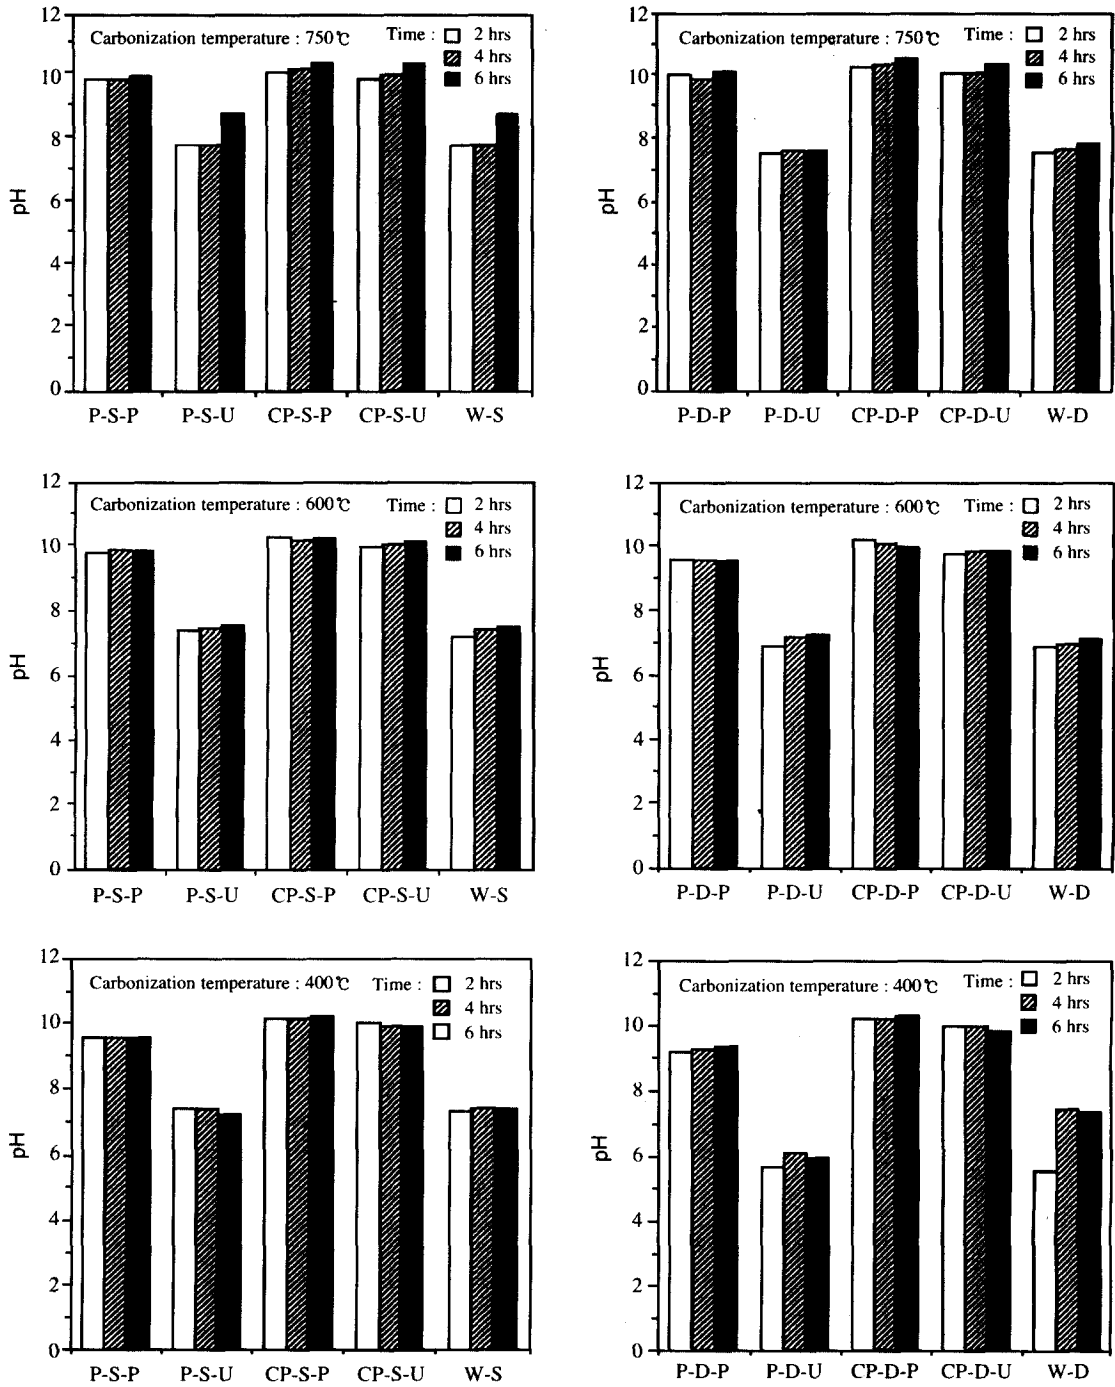 12
Carbonization temperature : 750℃ Time : 2 hrs
4 hrs
6 hrs
10
8
6
4
2
0
pH
P-S-P P-S-U CP-S-P CP-S-U W-S
12
Carbonization temperature : 750℃ Time : 2 hrs
4 hrs
6 hrs
10
8
6
4
2
0
pH
P-D-P P-D-U CP-D-P CP-D-U W-D
12
Carbonization temperature : 600℃ Time : 2 hrs
4 hrs
6 hrs
10
8
6
4
2
0
pH
P-S-P P-S-U CP-S-P CP-S-U W-S
12
Carbonization temperature : 600℃ Time : 2 hrs
4 hrs
6 hrs
10
8
6
4
2
0
pH
P-D-P P-D-U CP-D-P CP-D-U W-D
12
Carbonization temperature : 400℃ Time : 2 hrs
4 hrs
6 hrs
10
8
6
4
2
0
pH
P-S-P P-S-U CP-S-P CP-S-U W-S
12
Carbonization temperature : 400℃ Time : 2 hrs
4 hrs
6 hrs
10
8
6
4
2
0
pH
P-D-P P-D-U CP-D-P CP-D-U W-D